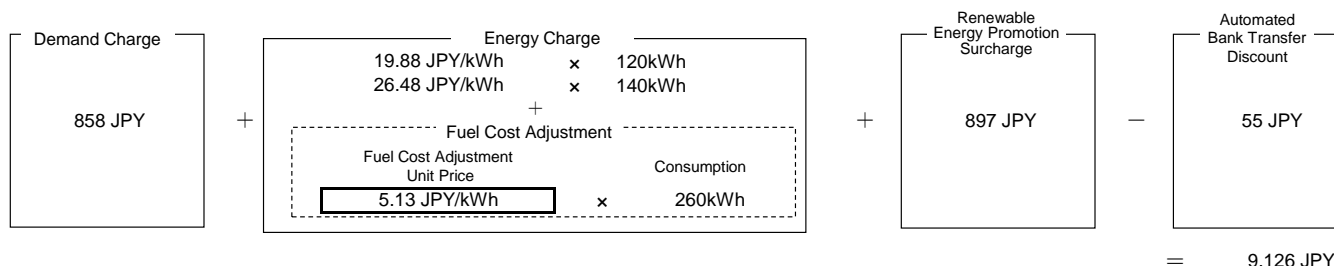 Demand Charge
858 JPY
+
Energy Charge
19.88 JPY/kWh × 120kWh
26.48 JPY/kWh × 140kWh
+
Fuel Cost Adjustment
Fuel Cost Adjustment
Unit Price
Consumption
5.13 JPY/kWh × 260kWh
+
Renewable
Energy Promotion
Surcharge
897 JPY
−
Automated
Bank Transfer
Discount
55 JPY
= 9,126 JPY